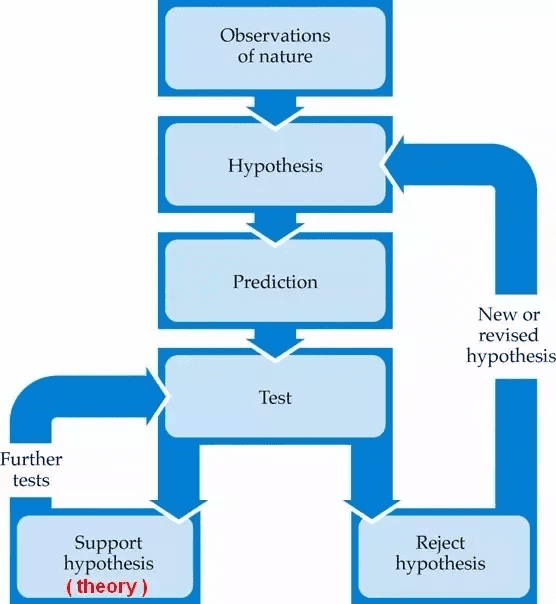 Observations
of nature
Hypothesis
Prediction
New or
revised
hypothesis
Test
Further
tests
Support
hypothesis
( theory )
Reject
hypothesis